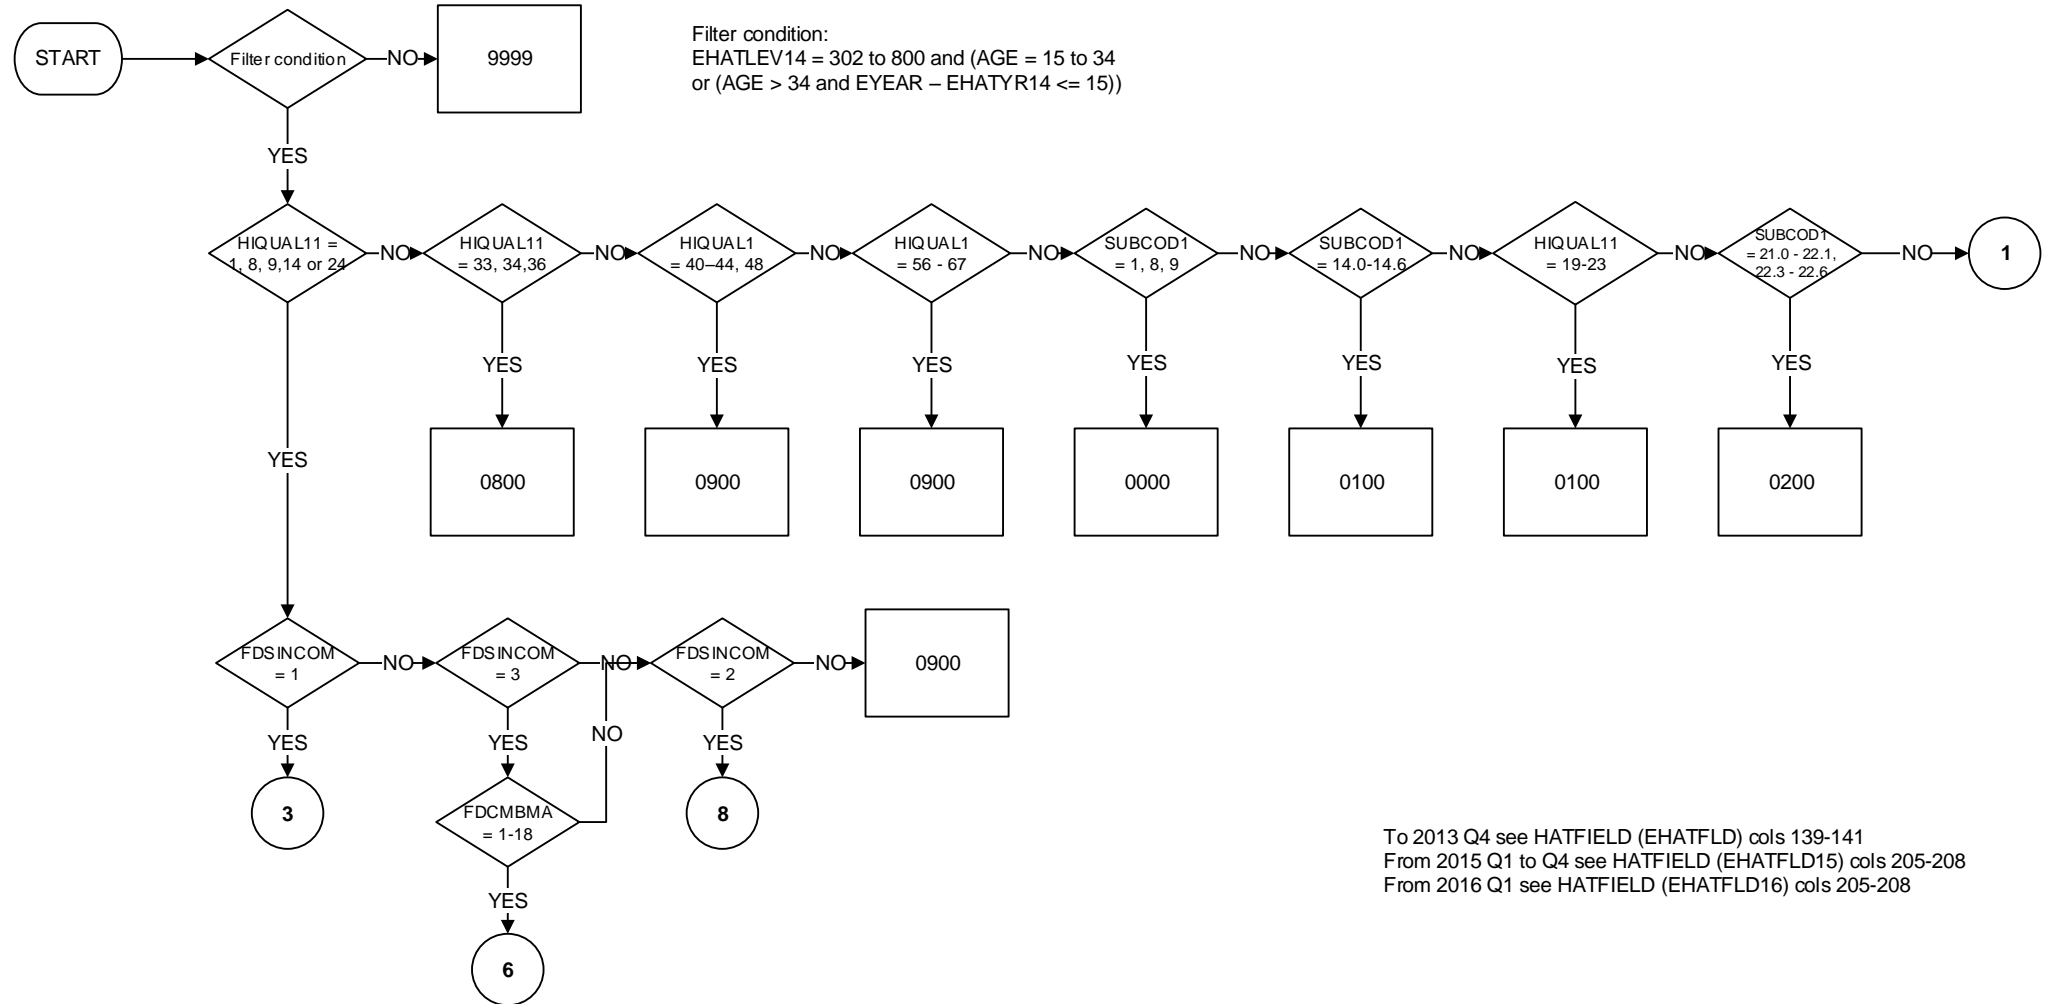 START
Filter condition
NO
9999
Filter condition:
EHATLEV14 = 302 to 800 and (AGE = 15 to 34
or (AGE > 34 and EYEAR – EHATYR14 <= 15))
YES
HIQUAL11 =
1, 8, 9,14 or 24
NO
HIQUAL11
= 33, 34,36
NO
HIQUAL1
= 40–44, 48
NO
HIQUAL1
= 56 - 67
NO
SUBCOD1
= 1, 8, 9
NO
SUBCOD1
= 14.0-14.6
NO
HIQUAL11
= 19-23
NO
SUBCOD1
= 21.0 - 22.1,
22.3 - 22.6
NO
1
YES
YES
YES
YES
YES
YES
YES
YES
0800
0900
0900
0000
0100
0100
0200
FDSINCOM
= 1
NO
FDSINCOM
= 3
NO
FDSINCOM
= 2
NO
0900
YES
YES
NO
YES
3
FDCMBMA
= 1-18
8
YES
6
To 2013 Q4 see HATFIELD (EHATFLD) cols 139-141
From 2015 Q1 to Q4 see HATFIELD (EHATFLD15) cols 205-208
From 2016 Q1 see HATFIELD (EHATFLD16) cols 205-208